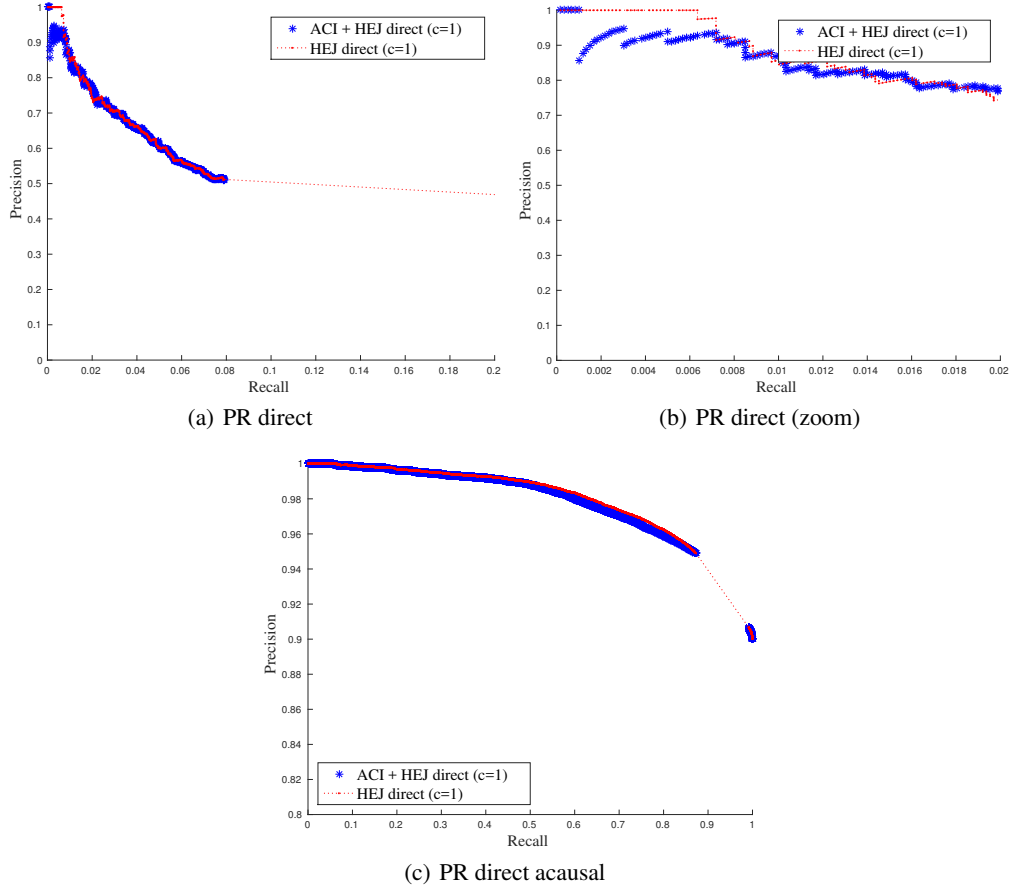 1
0.9
0.8
0.7
0.6
0.5
0.4
0.3
0.2
0.1
0
Precision
0 0.02 0.04 0.06 0.08 0.1 0.12 0.14 0.16 0.18 0.2
Recall
ACI + HEJ direct (c=1)
HEJ direct (c=1)
(a) PR direct
1
0.9
0.8
0.7
0.6
0.5
0.4
0.3
0.2
0.1
0
Precision
0 0.002 0.004 0.006 0.008 0.01 0.012 0.014 0.016 0.018 0.02
Recall
ACI + HEJ direct (c=1)
HEJ direct (c=1)
(b) PR direct (zoom)
1
0.98
0.96
0.94
0.92
0.9
0.88
0.86
0.84
0.82
0.8
Precision
ACI + HEJ direct (c=1)
HEJ direct (c=1)
0 0.1 0.2 0.3 0.4 0.5 0.6 0.7 0.8 0.9 1
Recall
(c) PR direct acausal